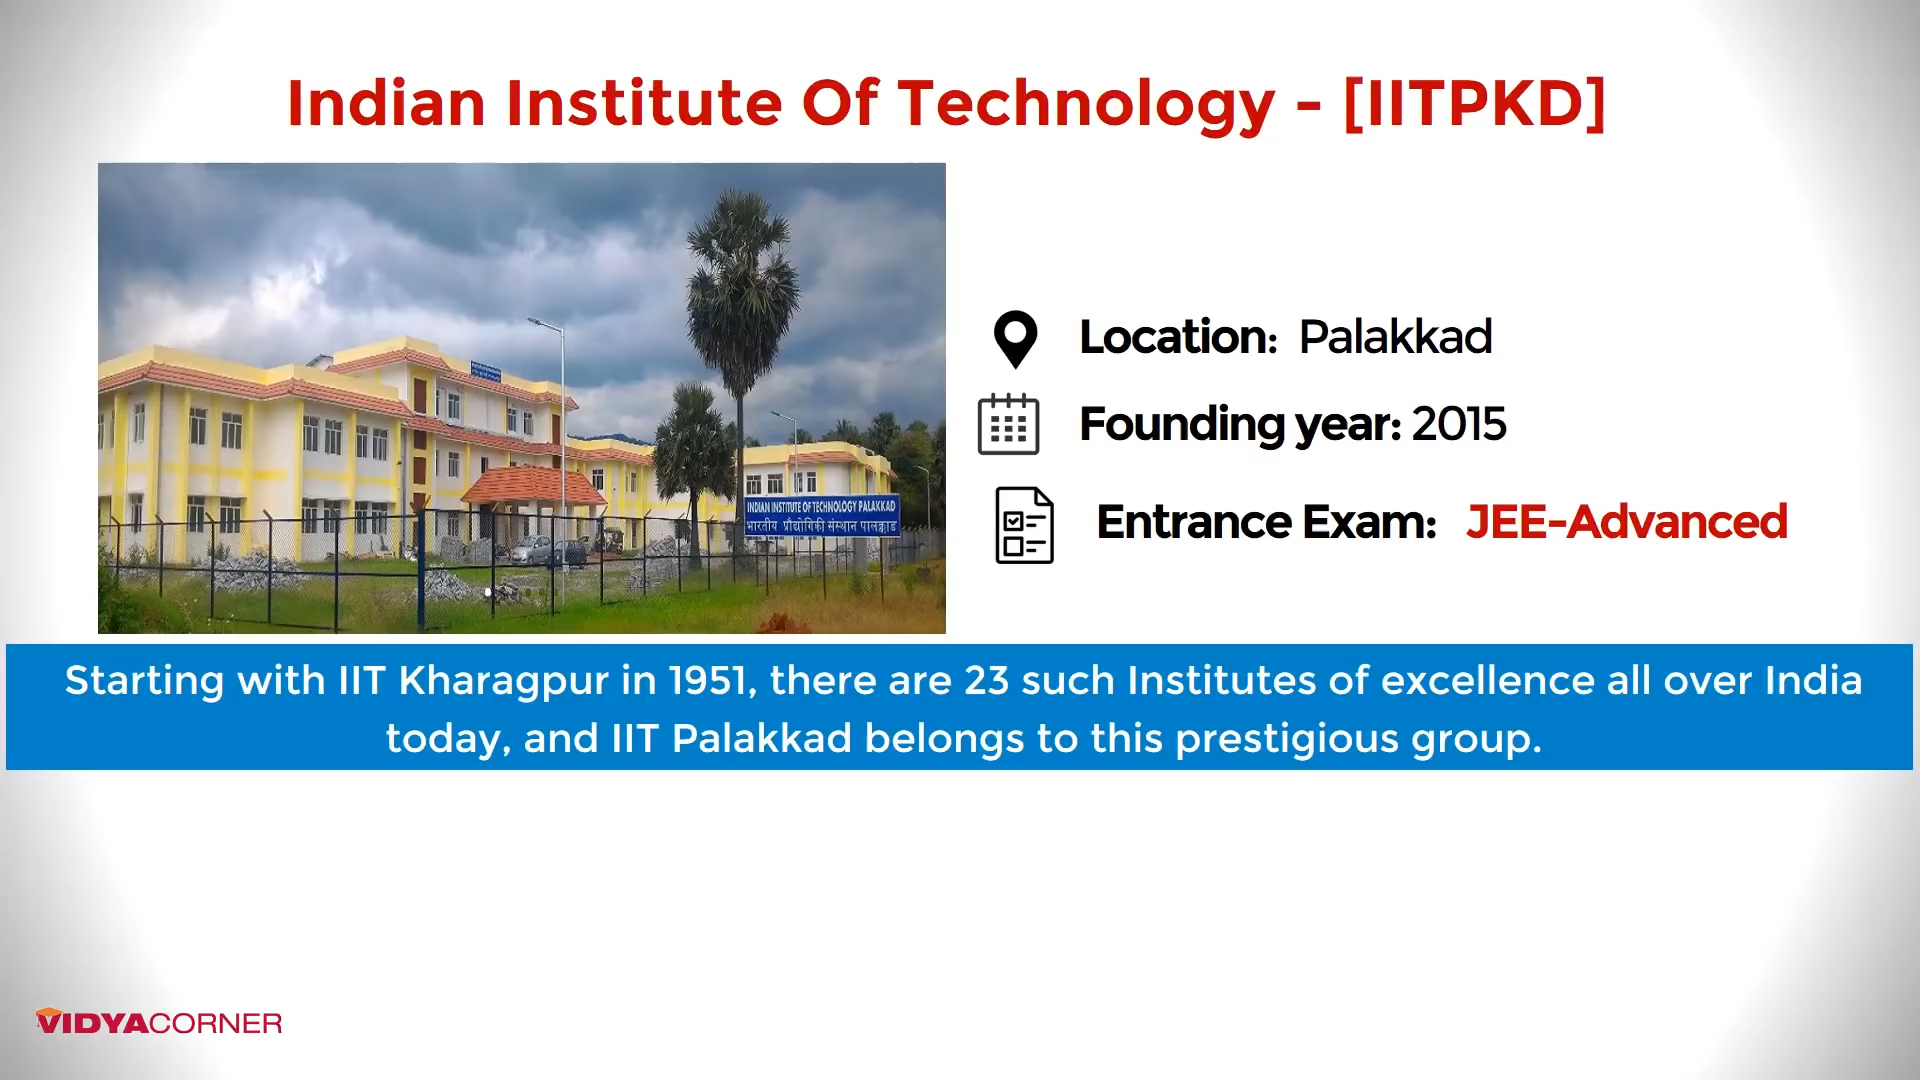 Indian Institute Of Technology - [IITPKD]
INDIAN INSTITUTE OF TECHNOLOGY PALAKKAD
भारतीय प्रौद्योगिकी संस्थान पालक्काड
Location: Palakkad
Founding year: 2015
Entrance Exam: JEE-Advanced
Starting with IIT Kharagpur in 1951, there are 23 such Institutes of excellence all over India
today, and IIT Palakkad belongs to this prestigious group.
VIDYACORNER